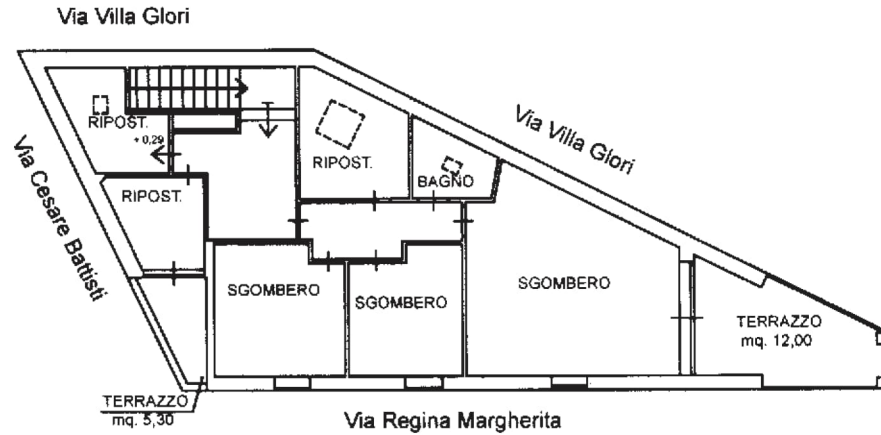 Via Villa Glori
Via Villa Glori
RIPOST.
+ 0,29
RIPOST.
BAGNO
RIPOST.
Via Cesare Battisti
SGOMBERO
SGOMBERO
SGOMBERO
TERRAZZO
mq. 12,00
TERRAZZO
mq. 5,30
Via Regina Margherita